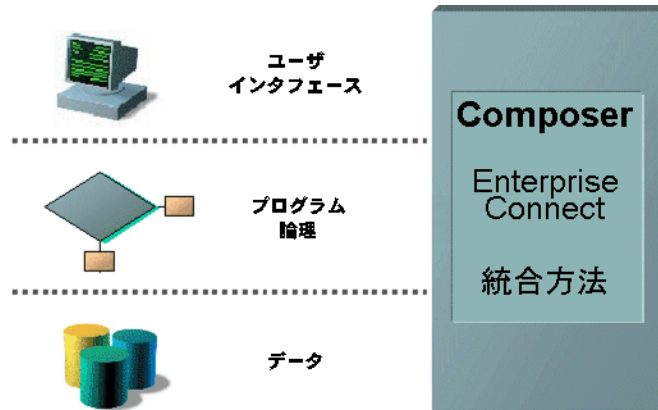 ユーザ
インタフェース
プログラム
論理
データ
Composer
Enterprise
Connect
統合方法